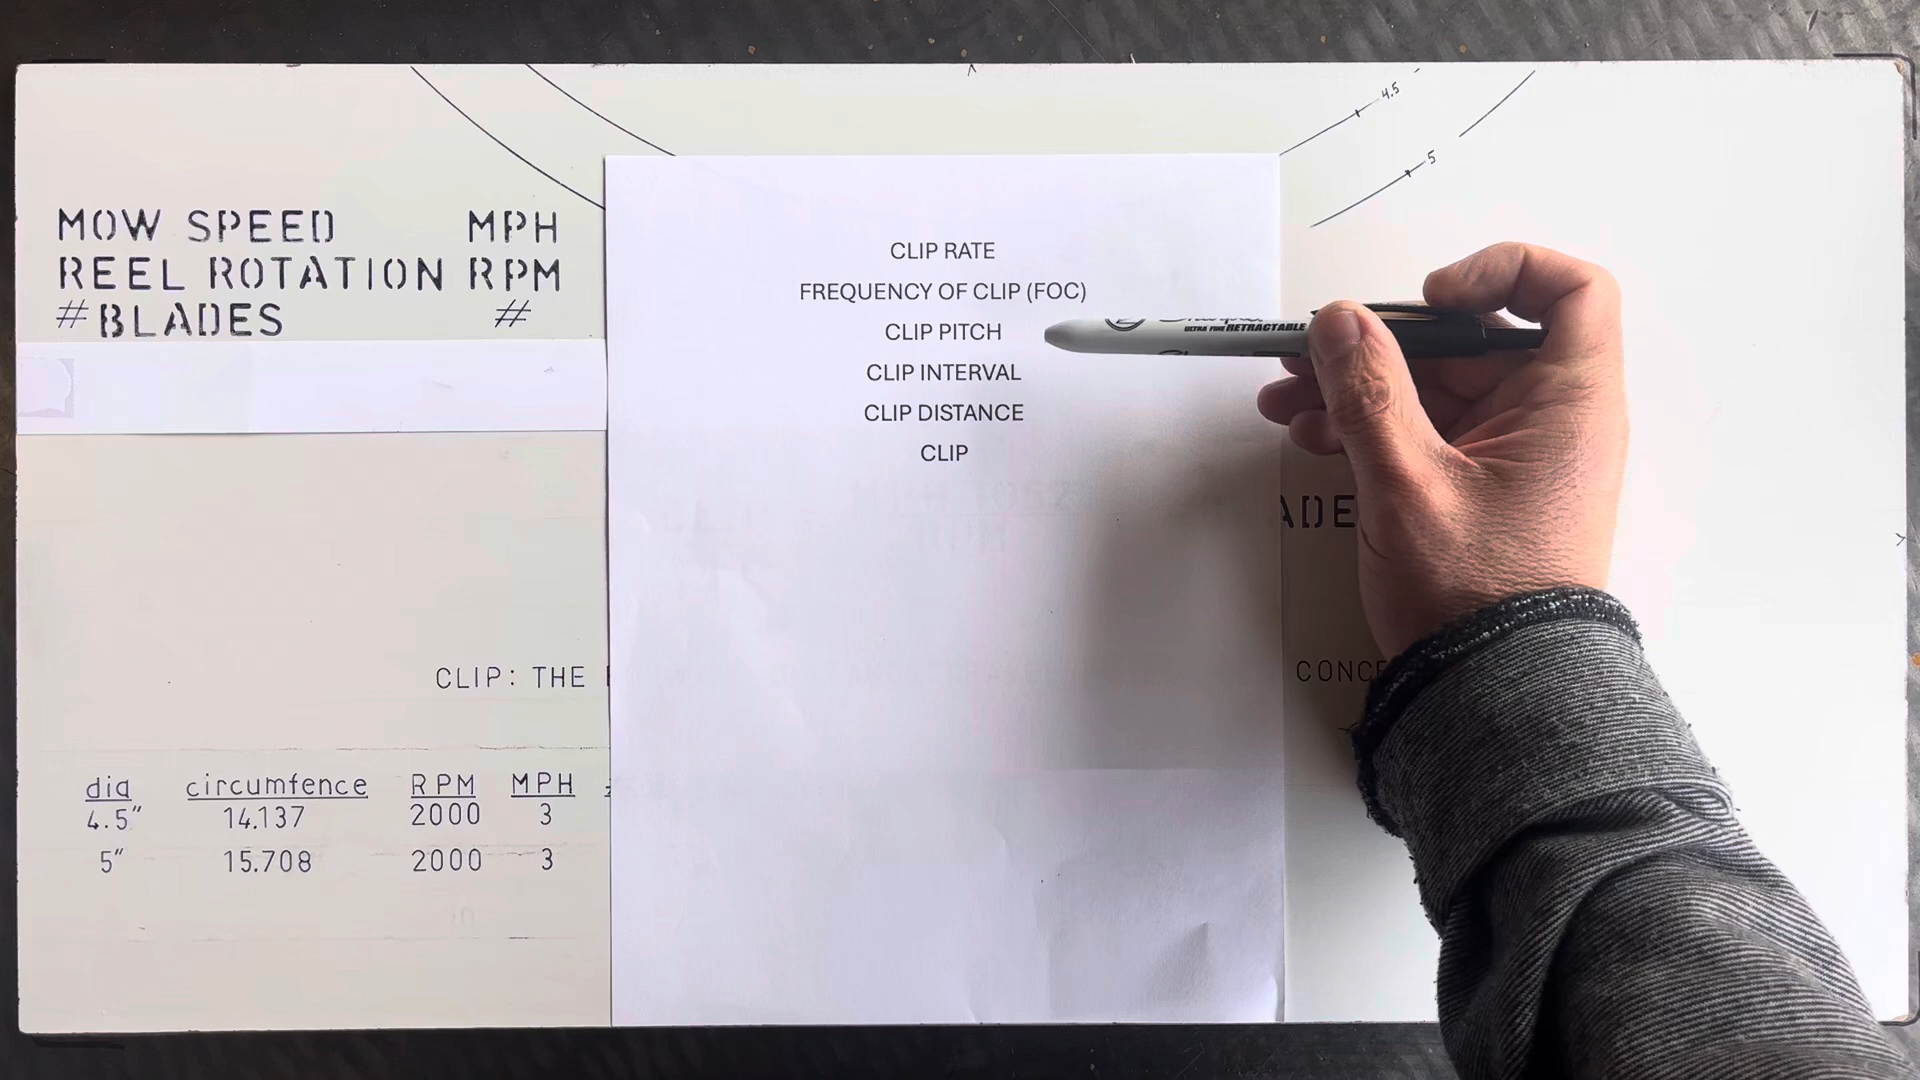 4.5
5
MOW SPEED MPH
REEL ROTATION RPM
# BLADES #
CLIP RATE
FREQUENCY OF CLIP (FOC)
CLIP PITCH
CLIP INTERVAL
CLIP DISTANCE
CLIP
ULTRA FINE RETRACTABLE
ADE
CLIP: THE
CONCE
dia circumfence RPM MPH
4.5" 14.137 2000 3
5" 15.708 2000 3